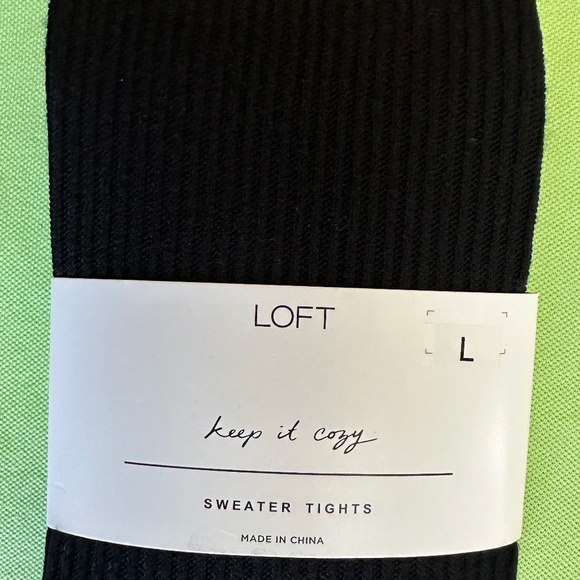 LOFT
L
keep it cozy
SWEATER TIGHTS
MADE IN CHINA